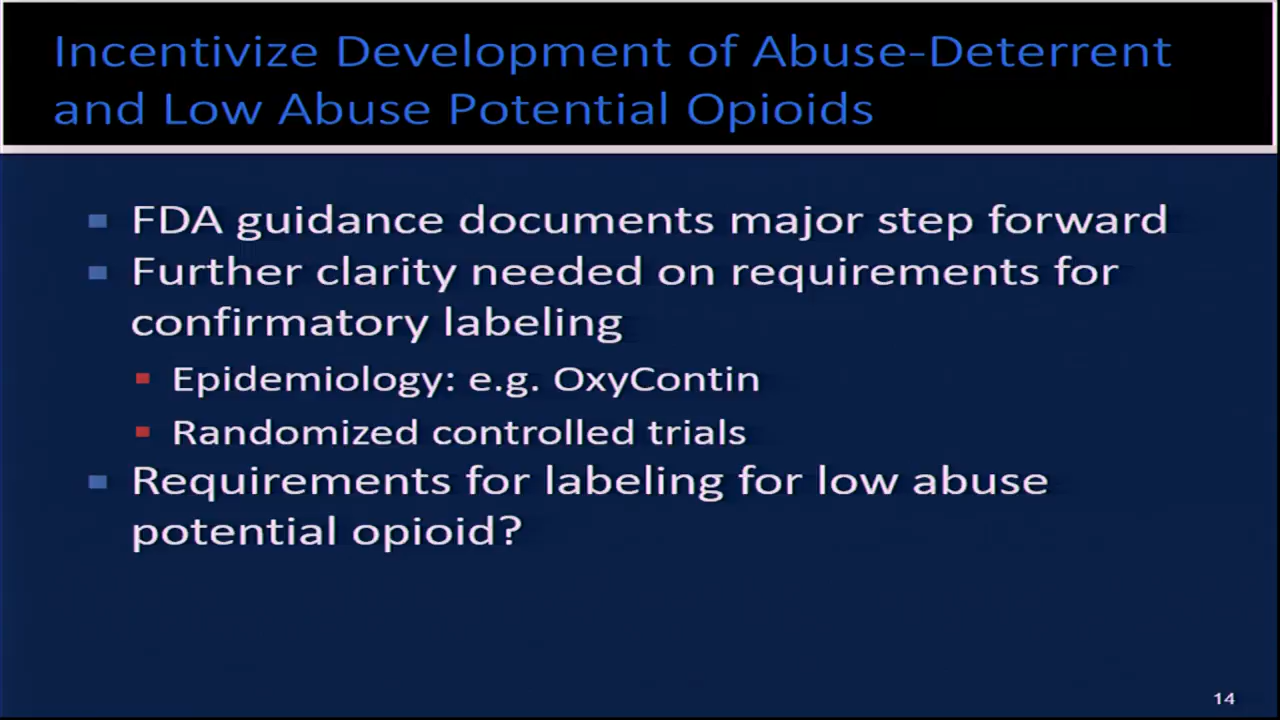 Incentivize Development of Abuse-Deterrent
and Low Abuse Potential Opioids
FDA guidance documents major step forward
Further clarity needed on requirements for
confirmatory labeling
Epidemiology: e.g. OxyContin
Randomized controlled trials
Requirements for labeling for low abuse
potential opioid?
14